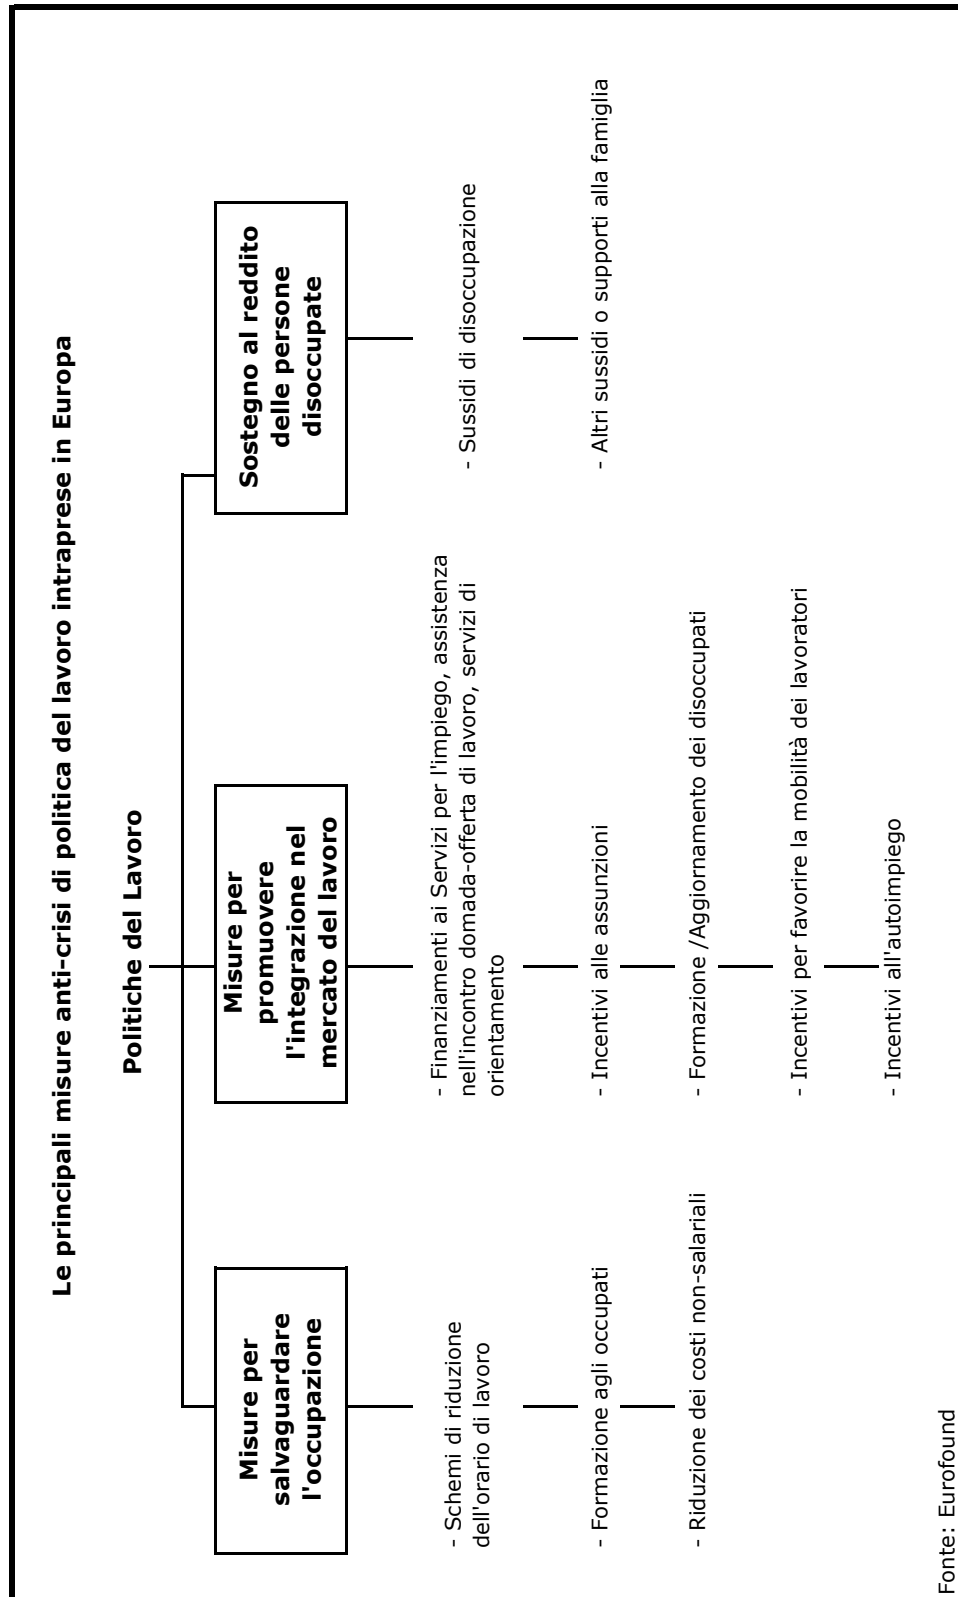 Le principali misure anti-crisi di politica del lavoro intraprese in Europa
Politiche del Lavoro
Misure per
salvaguardare
l'occupazione
- Schemi di riduzione
dell'orario di lavoro
- Formazione agli occupati
- Riduzione dei costi non-salariali
Misure per
promuovere
l'integrazione nel
mercato del lavoro
- Finanziamenti ai Servizi per l'impiego, assistenza
nell'incontro domada-offerta di lavoro, servizi di
orientamento
- Incentivi alle assunzioni
- Formazione /Aggiornamento dei disoccupati
- Incentivi per favorire la mobilità dei lavoratori
- Incentivi all'autoimpiego
Sostegno al reddito
delle persone
disoccupate
- Sussidi di disoccupazione
- Altri sussidi o supporti alla famiglia
Fonte: Eurofound